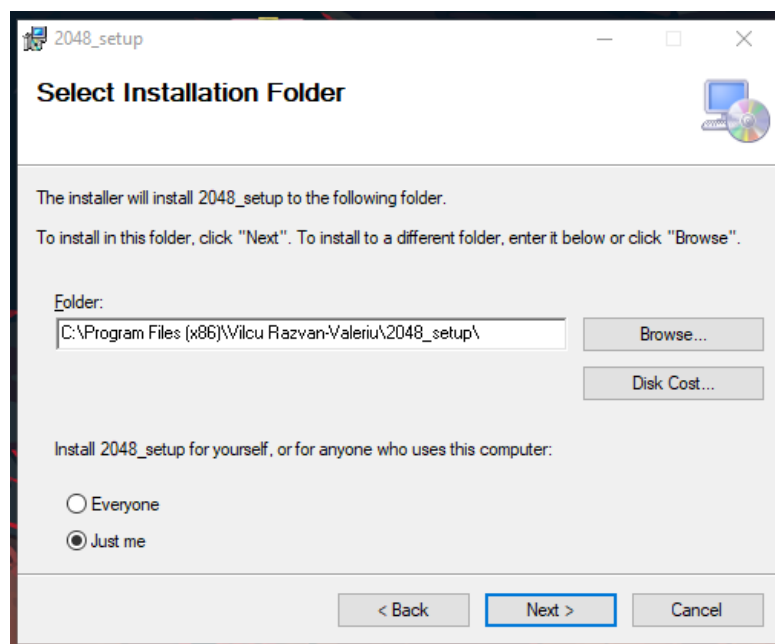 2048_setup
Select Installation Folder
The installer will install 2048_setup to the following folder.
To install in this folder, click "Next". To install to a different folder, enter it below or click "Browse".
Folder:
C:\Program Files (x86)\Vilcu Razvan-Valeriu\2048_setup\
Browse...
Disk Cost...
Install 2048_setup for yourself, or for anyone who uses this computer:
Everyone
Just me
< Back
Next >
Cancel